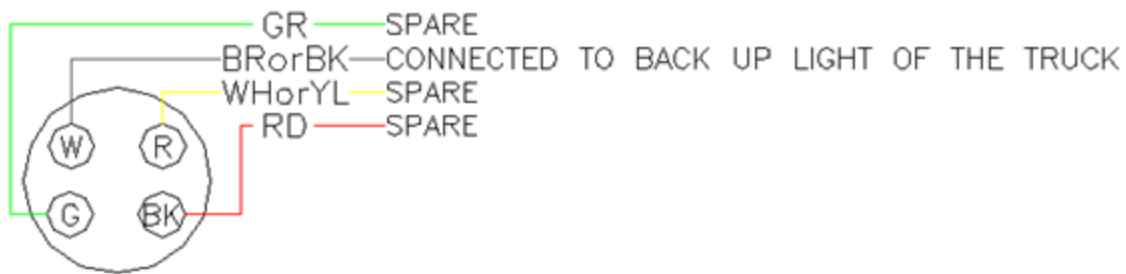 GR SPARE
BRorBK CONNECTED TO BACK UP LIGHT OF THE TRUCK
WHorYL SPARE
RD SPARE
W R
G BK